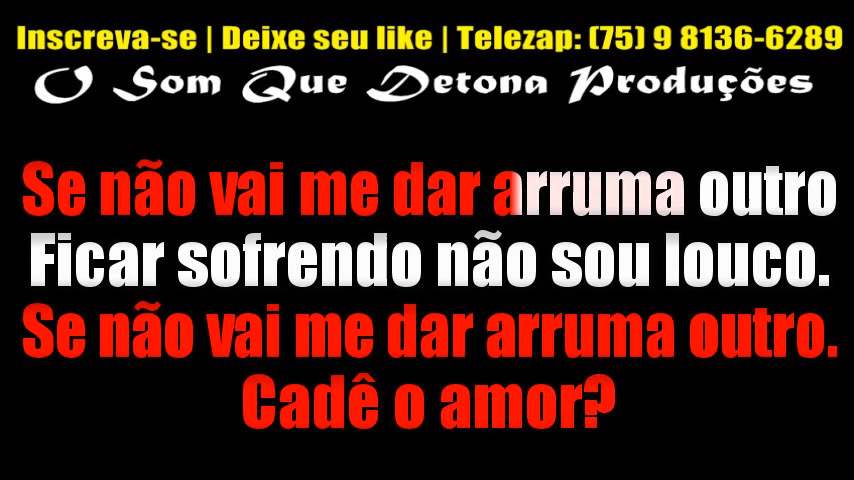 Inscreva-se | Deixe seu like | Telezap: (75) 9 8136-6289
O Som Que Detona Produções
Se não vai me dar arruma outro
Ficar sofrendo não sou louco.
Se não vai me dar arruma outro.
Cadê o amor?